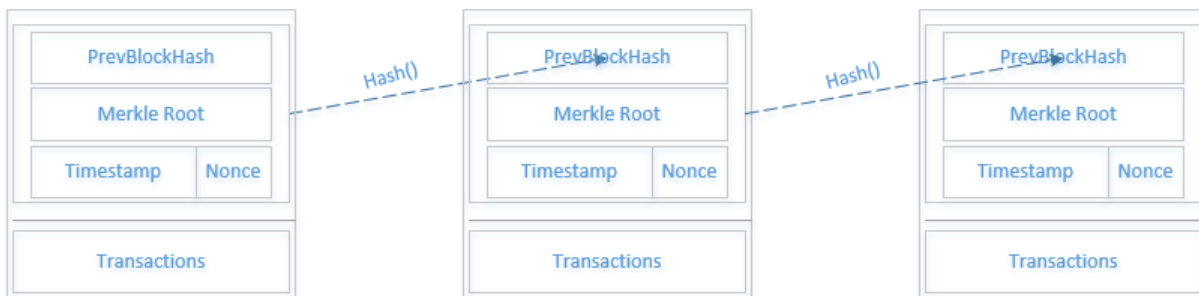 PrevBlockHash
Merkle Root
Timestamp
Nonce
Transactions
Hash()
PrevBlockHash
Merkle Root
Timestamp
Nonce
Transactions
Hash()
PrevBlockHash
Merkle Root
Timestamp
Nonce
Transactions